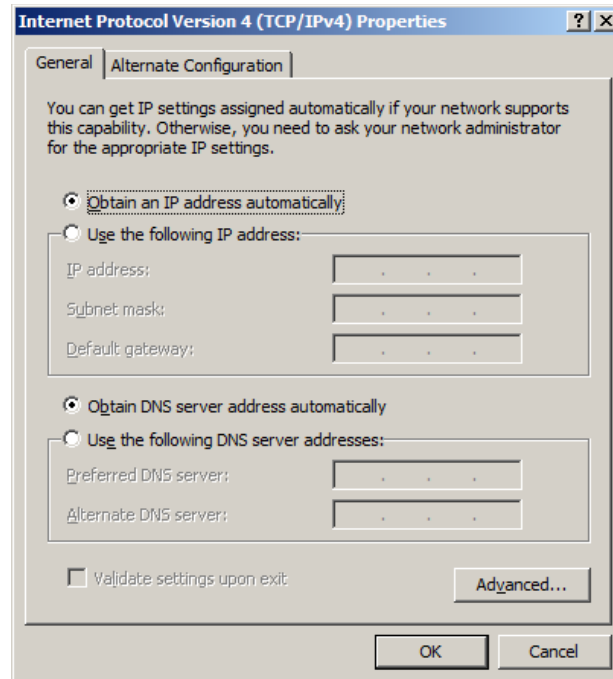 Internet Protocol Version 4 (TCP/IPv4) Properties
General
Alternate Configuration
You can get IP settings assigned automatically if your network supports
this capability. Otherwise, you need to ask your network administrator
for the appropriate IP settings.
Obtain an IP address automatically
Use the following IP address:
IP address:
Subnet mask:
Default gateway:
Obtain DNS server address automatically
Use the following DNS server addresses:
Preferred DNS server:
Alternate DNS server:
Validate settings upon exit
Advanced...
OK
Cancel